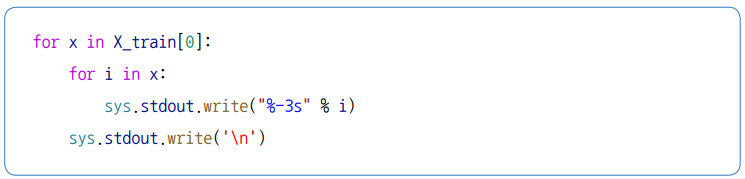 for x in X_train[0]:
    for i in x:
        sys.stdout.write("%-3s" % i)
    sys.stdout.write('\n')